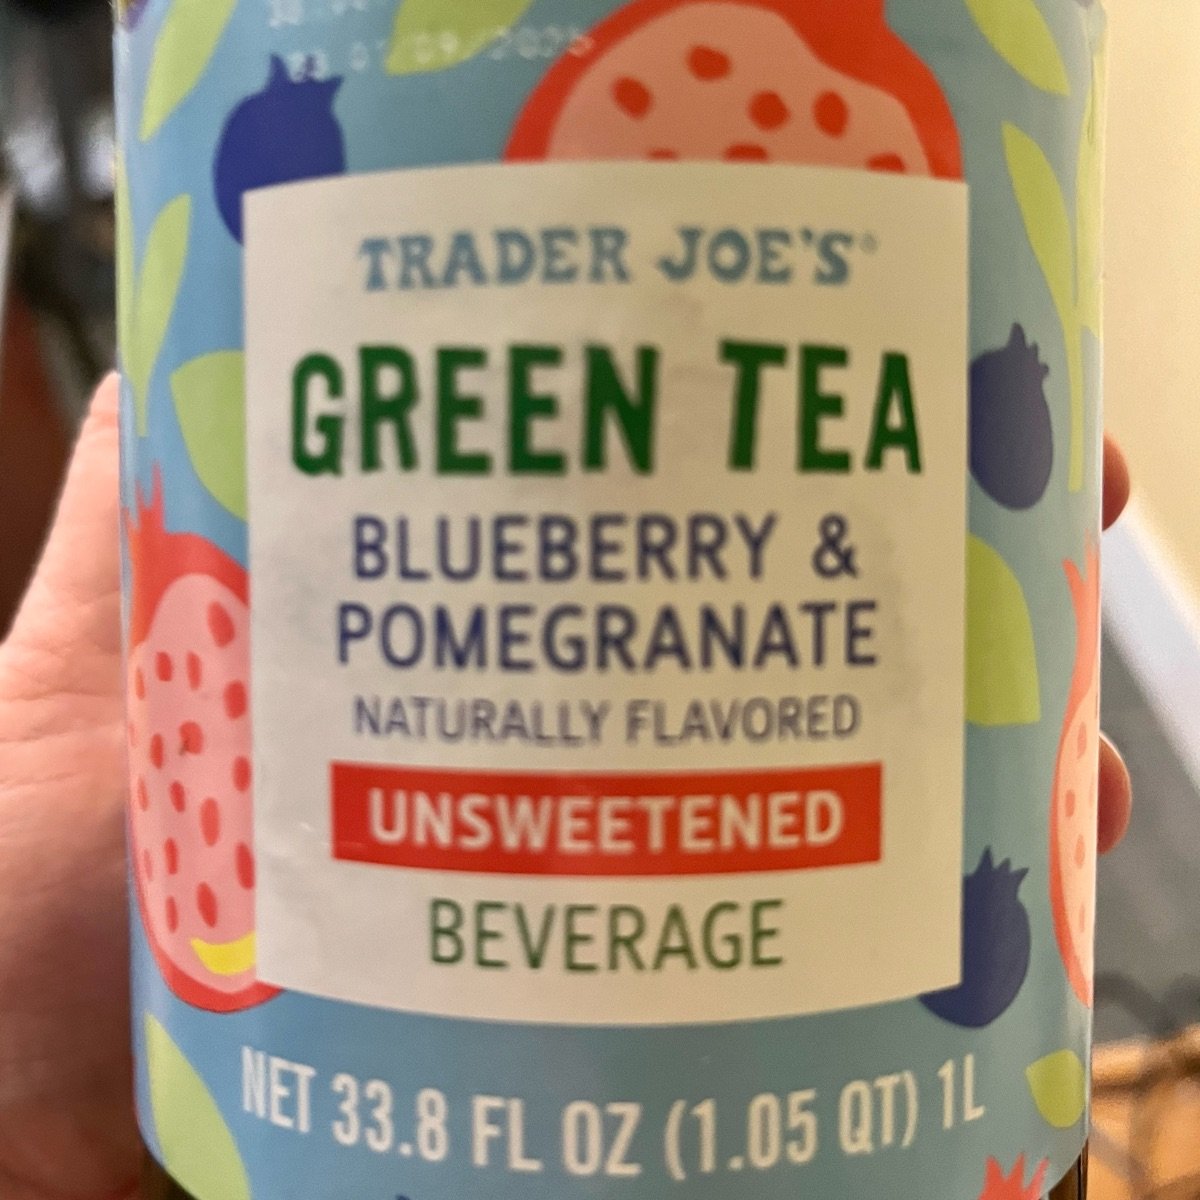 TRADER JOE'S
GREEN TEA
BLUEBERRY &
POMEGRANATE
NATURALLY FLAVORED
UNSWEETENED
BEVERAGE
NET 33.8 FL OZ (1.05 QT) 1L